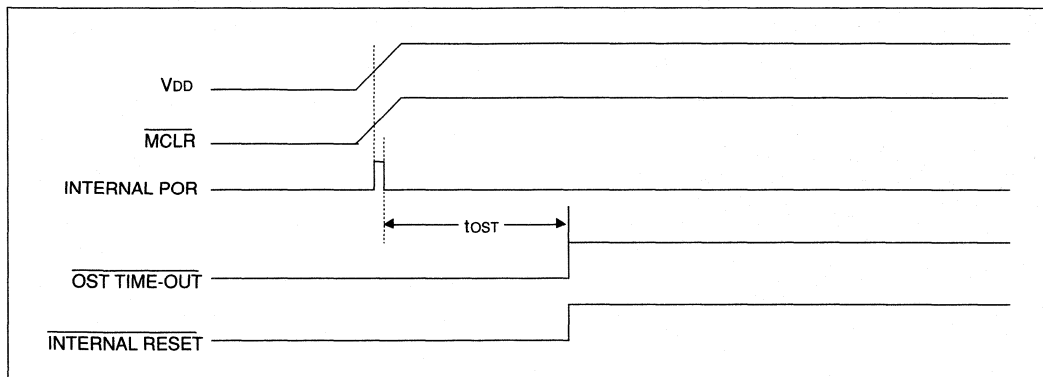 VDD
MCLR
INTERNAL POR
tOST
OST TIME-OUT
INTERNAL RESET